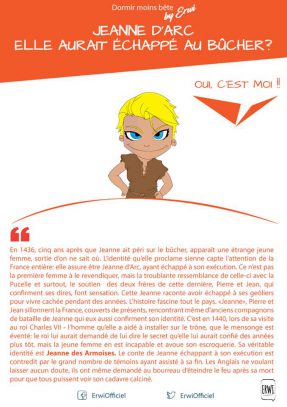 Dormir moins bête
by Erwi
JEANNE D'ARC
ELLE AURAIT ÉCHAPPÉ AU BÛCHER?
OUI, C'EST MOI !!
En 1436, cinq ans après que Jeanne ait péri sur le bûcher, apparaît une étrange jeune
femme, sortie d'on ne sait où. L'identité qu'elle proclame sienne capte l'attention de la
France entière: elle assure être Jeanne d'Arc, ayant échappé à son exécution. Ce n'est pas
la première femme à le revendiquer, mais la troublante ressemblance de celle-ci avec la
Pucelle et surtout, le soutien des deux frères de cette dernière, Pierre et Jean, qui
confirment ses dires, font sensation. Cette Jeanne raconte avoir échappé à ses geôliers
pour vivre cachée pendant des années. L'histoire fascine tout le pays. «Jeanne», Pierre et
Jean sillonnent la France, couverts de présents, rencontrant même d'anciens compagnons
de bataille de Jeanne qui eux aussi confirment son identité. C'est en 1440, lors de sa visite
au roi Charles VII - l'homme qu'elle a aidé à installer sur le trône, que le mensonge est
éventé: le roi lui aurait demandé de lui dire le secret qu'elle lui aurait confié des années
plus tôt, mais la jeune femme en est incapable et avoue son escroquerie. Sa véritable
identité est Jeanne des Armoises. Le conte de Jeanne échappant à son exécution est
contredit par le grand nombre de témoins ayant assisté à sa fin. Les Anglais ne voulant
laisser aucun doute, ils ont même demandé au bourreau d'éteindre le feu après sa mort
pour que tous puissent voir son cadavre calciné.
ErwiOfficiel
ErwiOfficiel
ERWI